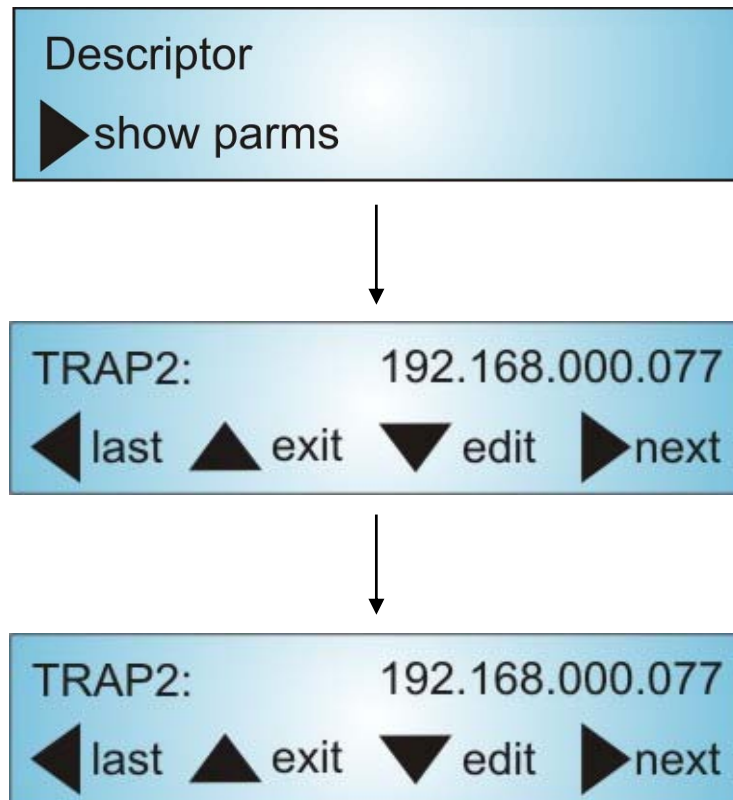 Descriptor
show parms
TRAP2: 192.168.000.077
last exit edit next
TRAP2: 192.168.000.077
last exit edit next